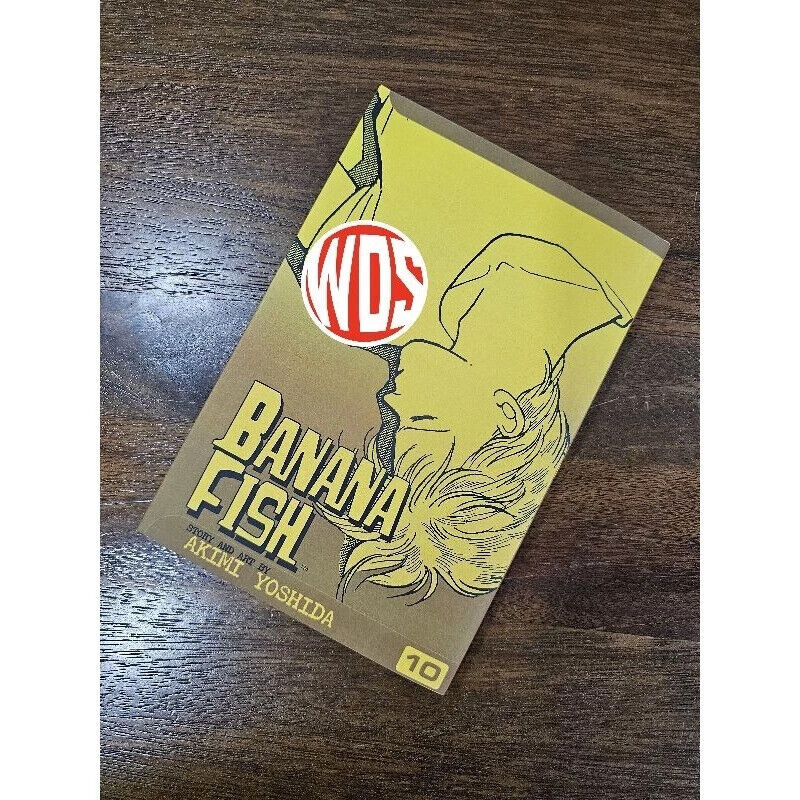 WDS
BANANA
FISH
STORY AND ART BY
AKIMI YOSHIDA
10